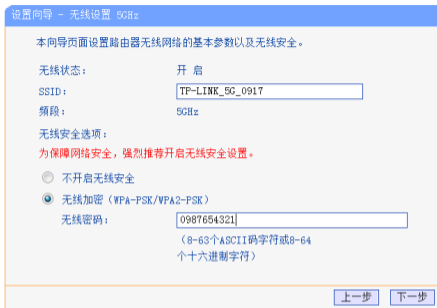 设置向导 - 无线设置 5GHz
本向导页面设置路由器无线网络的基本参数以及无线安全。
无线状态： 开 启
SSID： TP-LINK_5G_0917
频段： 5GHz
无线安全选项：
为保障网络安全，强烈推荐开启无线安全设置。
不开启无线安全
无线加密（WPA-PSK/WPA2-PSK）
无线密码： 0987654321
（8-63个ASCII码字符或8-64
个十六进制字符）
上一步 下一步